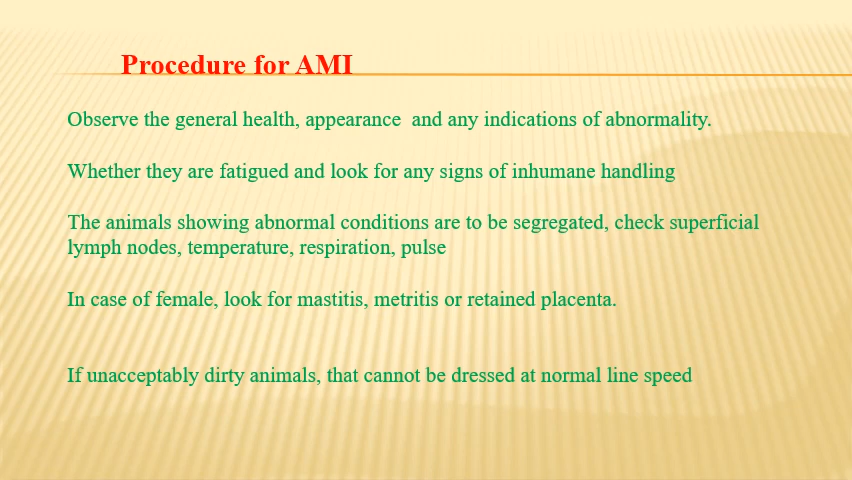 Procedure for AMI
Observe the general health, appearance  and any indications of abnormality.
Whether they are fatigued and look for any signs of inhumane handling
The animals showing abnormal conditions are to be segregated, check superficial
lymph nodes, temperature, respiration, pulse
In case of female, look for mastitis, metritis or retained placenta.
If unacceptably dirty animals, that cannot be dressed at normal line speed